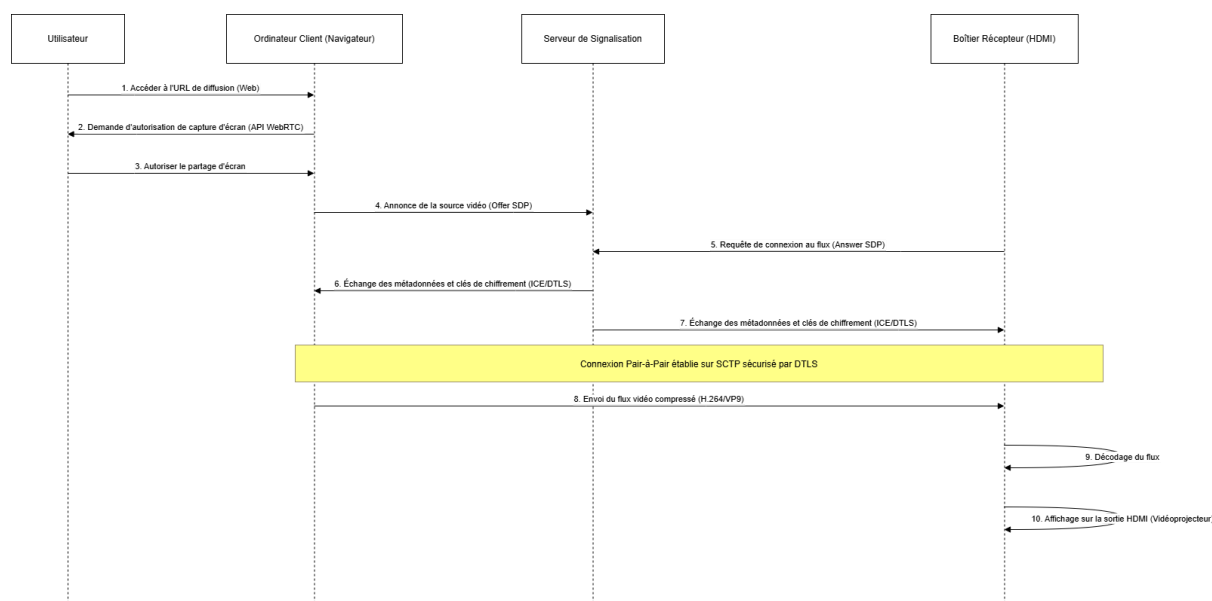 Utilisateur
Ordinateur Client (Navigateur)
Serveur de Signalisation
Boîtier Récepteur (HDMI)
1. Accéder à l'URL de diffusion (Web)
2. Demande d'autorisation de capture d'écran (API WebRTC)
3. Autoriser le partage d'écran
4. Annonce de la source vidéo (Offer SDP)
5. Requête de connexion au flux (Answer SDP)
6. Échange des métadonnées et clés de chiffrement (ICE/DTLS)
7. Échange des métadonnées et clés de chiffrement (ICE/DTLS)
Connexion Pair-à-Pair établie sur SCTP sécurisé par DTLS
8. Envoi du flux vidéo compressé (H.264/VP9)
9. Décodage du flux
10. Affichage sur la sortie HDMI (Vidéoprojecteur)